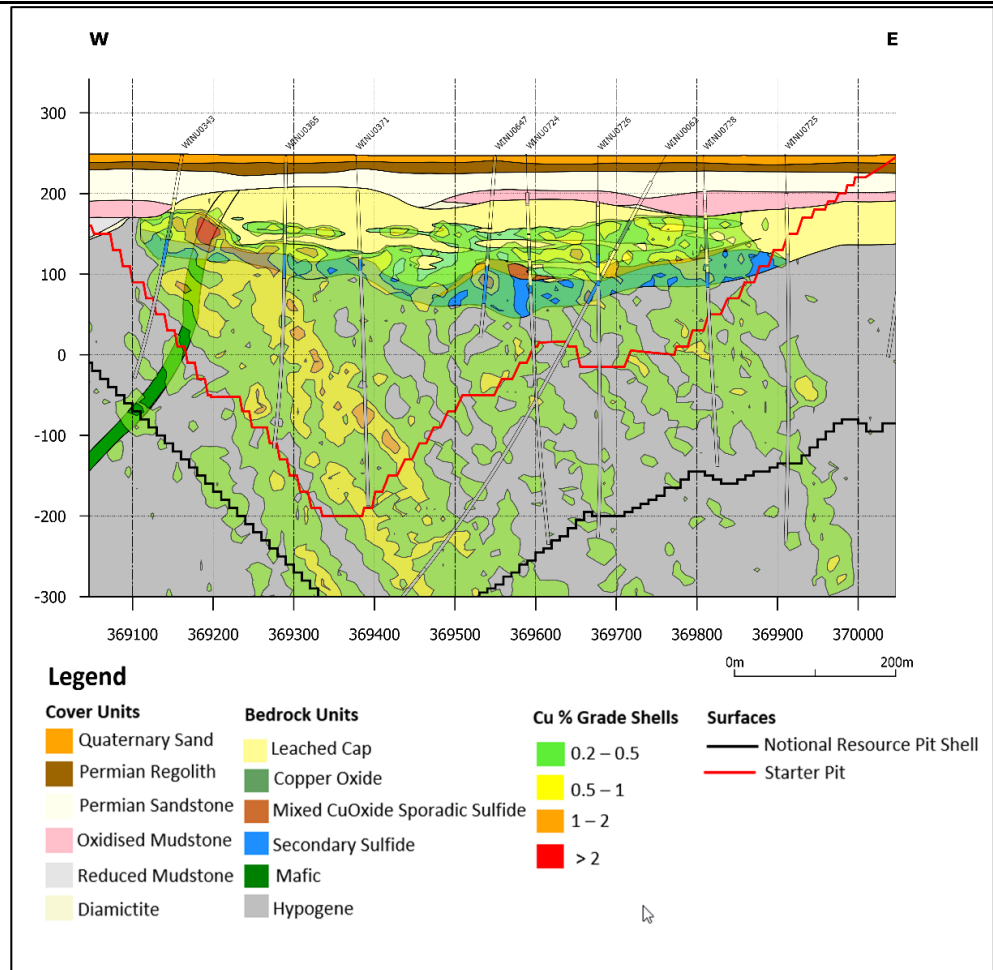 W
E
WINU0343
WINU0365
WINU0371
WINU0647
WINU0724
WINU0726
WINU0062
WINU0728
WINU0725
300
200
100
0
-100
-200
-300
369100 369200 369300 369400 369500 369600 369700 369800 369900 370000
0m 200m
Legend
Cover Units
Quaternary Sand
Permian Regolith
Permian Sandstone
Oxidised Mudstone
Reduced Mudstone
Diamictite
Bedrock Units
Leached Cap
Copper Oxide
Mixed CuOxide Sporadic Sulfide
Secondary Sulfide
Mafic
Hypogene
Cu % Grade Shells
0.2 – 0.5
0.5 – 1
1 – 2
> 2
Surfaces
Notional Resource Pit Shell
Starter Pit